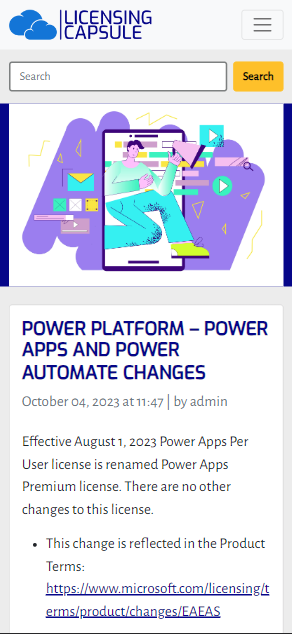 LICENSING
CAPSULE
Search
Search
POWER PLATFORM – POWER
APPS AND POWER
AUTOMATE CHANGES
October 04, 2023 at 11:47 | by admin
Effective August 1, 2023 Power Apps Per
User license is renamed Power Apps
Premium license. There are no other
changes to this license.
• This change is reflected in the Product
Terms:
https://www.microsoft.com/licensing/t
erms/product/changes/EAEAS